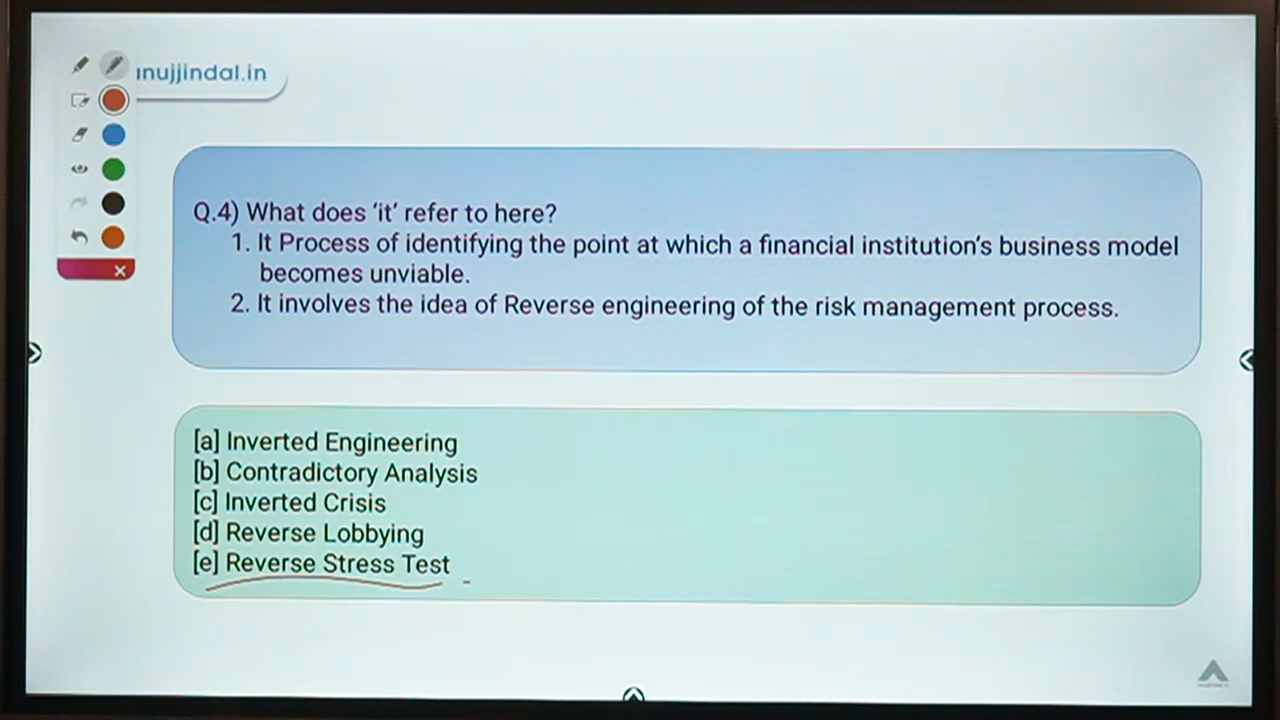 nujjindal.in
Q.4) What does ‘it’ refer to here?
1. It Process of identifying the point at which a financial institution’s business model
becomes unviable.
2. It involves the idea of Reverse engineering of the risk management process.
[a] Inverted Engineering
[b] Contradictory Analysis
[c] Inverted Crisis
[d] Reverse Lobbying
[e] Reverse Stress Test